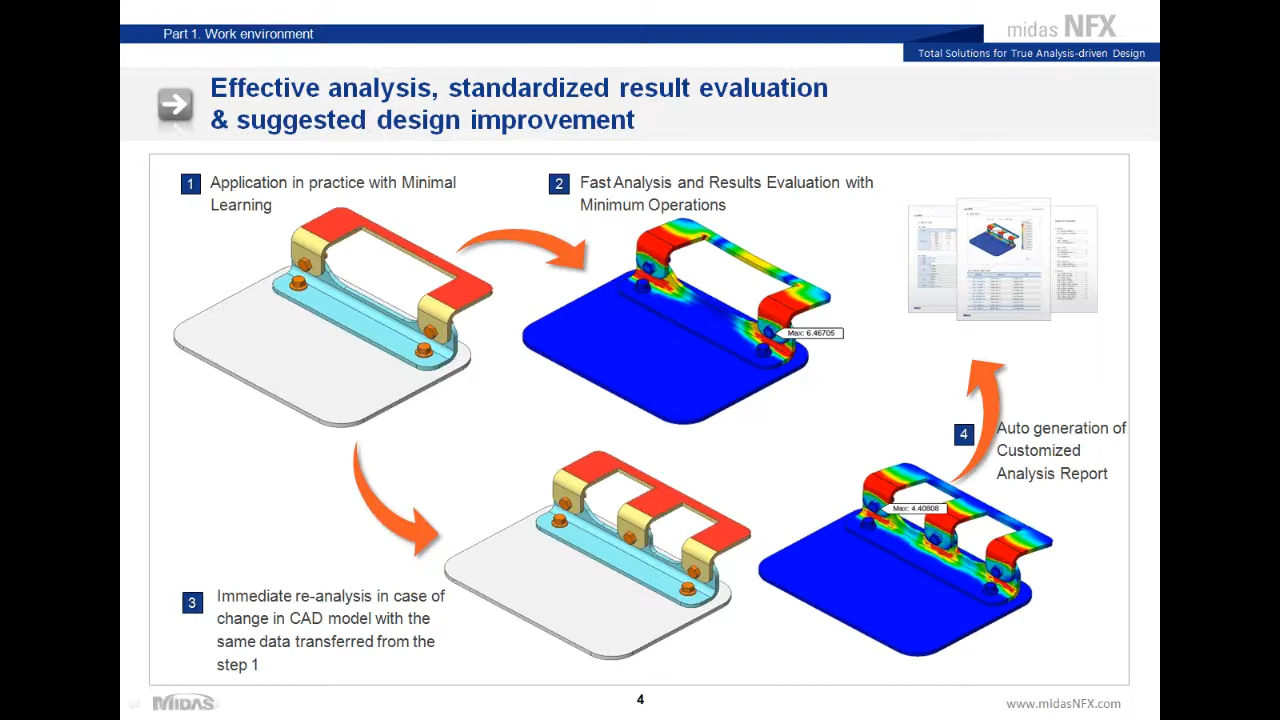 Part 1. Work environment
midas NFX
Total Solutions for True Analysis-driven Design
Effective analysis, standardized result evaluation
& suggested design improvement
1
Application in practice with Minimal
Learning
2
Fast Analysis and Results Evaluation with
Minimum Operations
Max: 6.46705
4
Auto generation of
Customized
Analysis Report
Max: 4.40808
3
Immediate re-analysis in case of
change in CAD model with the
same data transferred from the
step 1
MIDAS
4
www.midasNFX.com